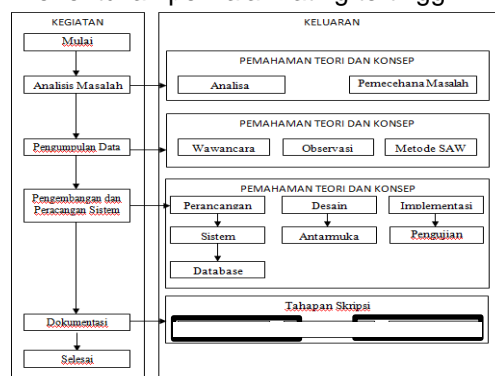 KEGIATAN
KELUARAN
Mulai
Analisis Masalah
PEMAHAMAN TEORI DAN KONSEP
Analisa
Pemecehana Masalah
Pengumpulan Data
PEMAHAMAN TEORI DAN KONSEP
Wawancara
Observasi
Metode SAW
Pengembangan dan
Peracangan Sistem
PEMAHAMAN TEORI DAN KONSEP
Perancangan
Desain
Implementasi
Sistem
Antarmuka
Pengujian
Database
Tahapan Skripsi
Dokumentasi
Selesai